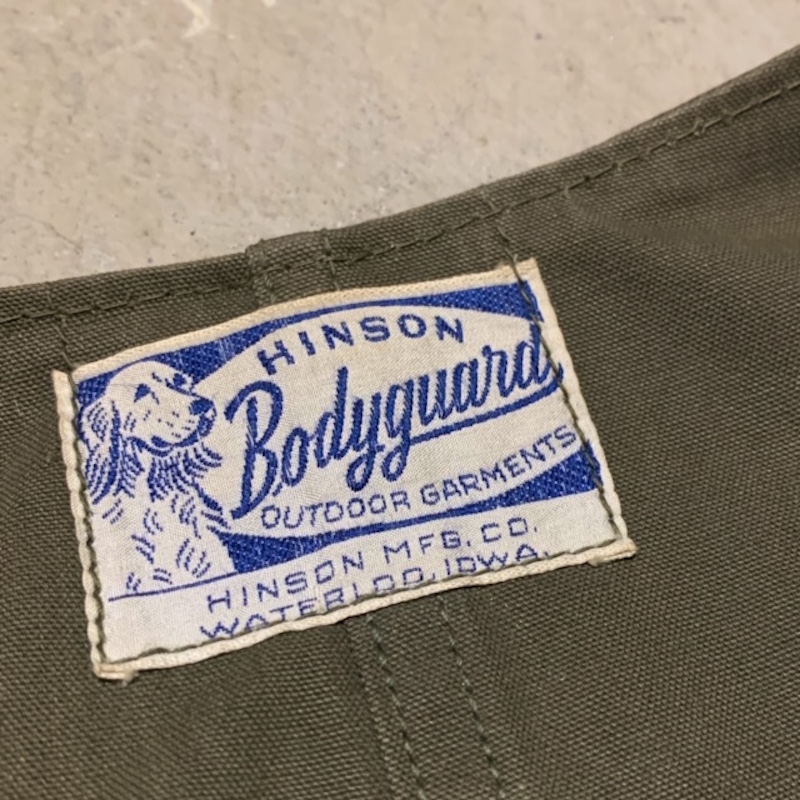 HINSON
Bodyguard
OUTDOOR GARMENTS
HINSON MFG. CO.
WATERLOO, IOWA.